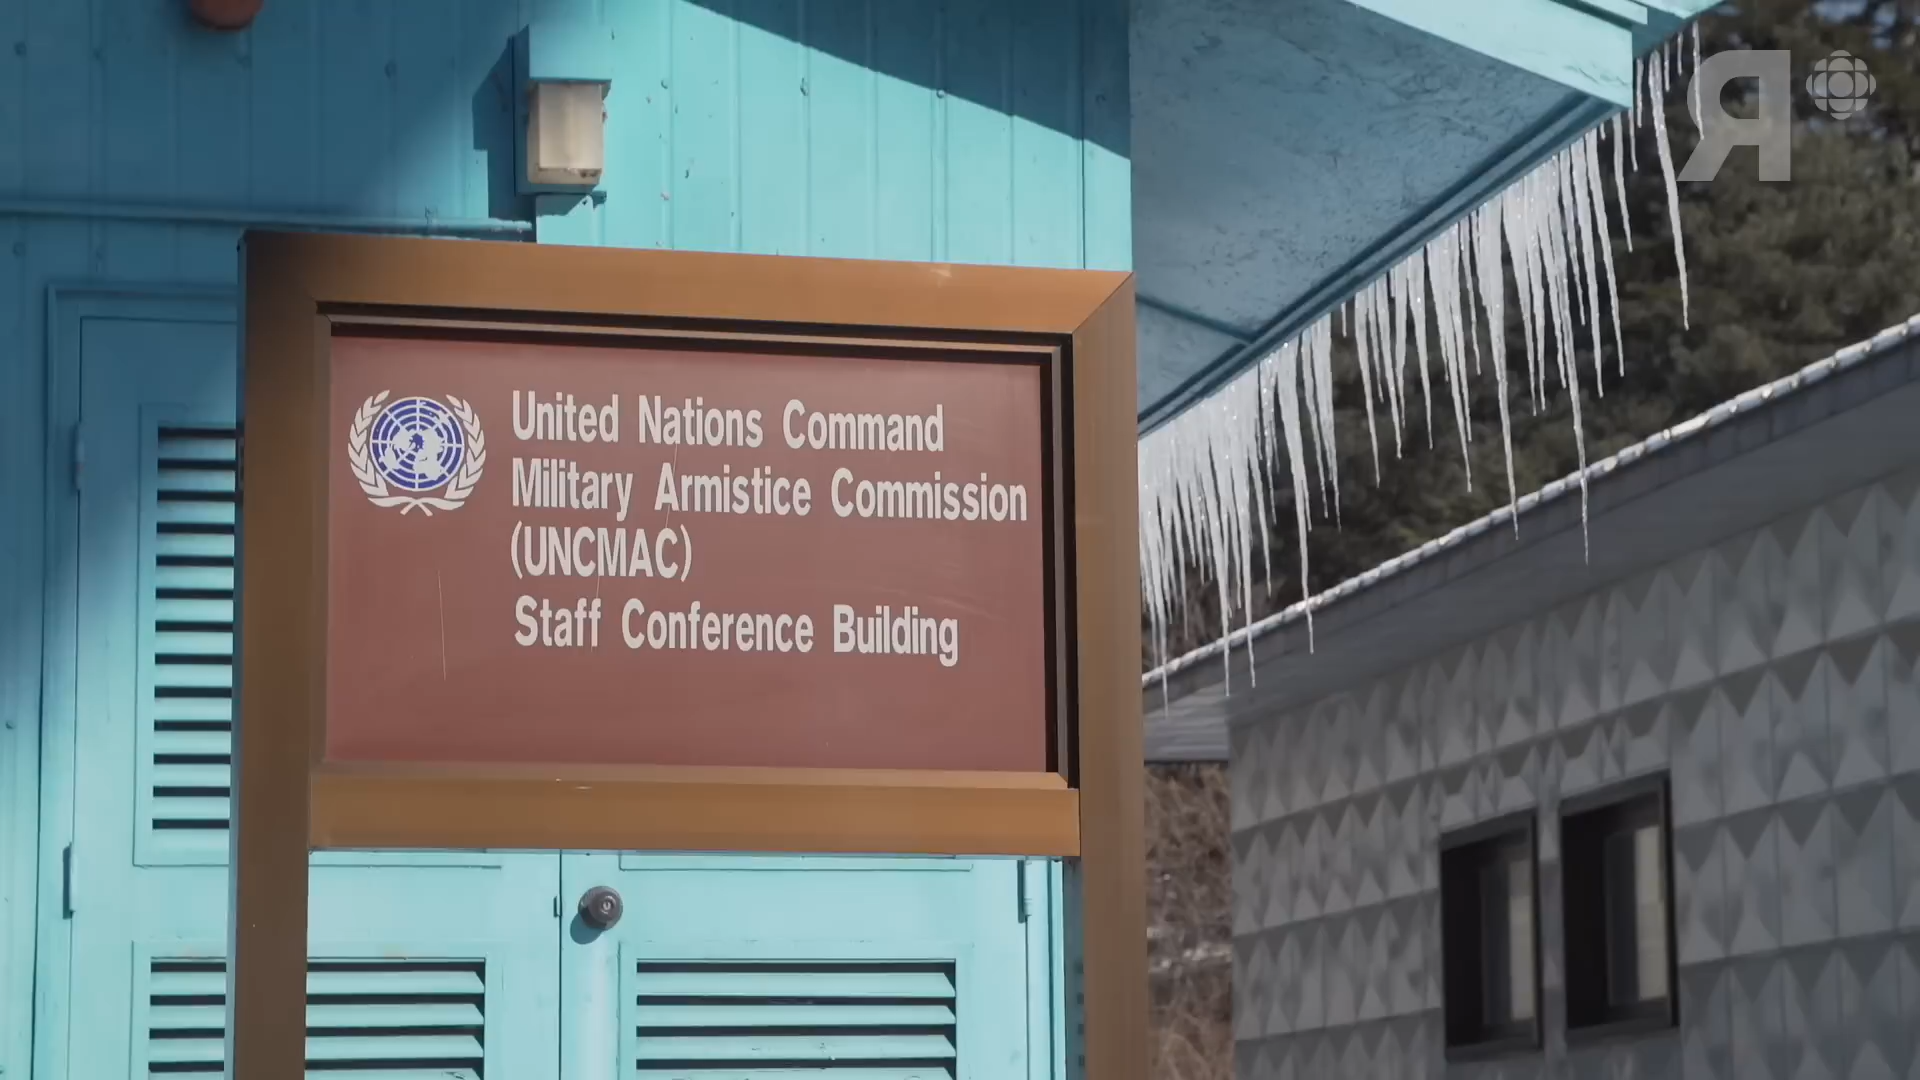 United Nations Command
Military Armistice Commission
(UNCMAC)
Staff Conference Building